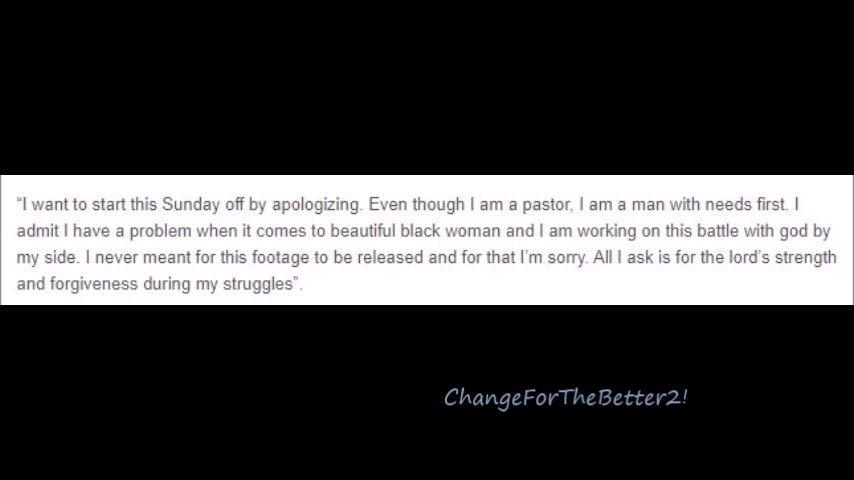 “I want to start this Sunday off by apologizing. Even though I am a pastor, I am a man with needs first. I
admit I have a problem when it comes to beautiful black woman and I am working on this battle with god by
my side. I never meant for this footage to be released and for that I’m sorry. All I ask is for the lord’s strength
and forgiveness during my struggles”.
ChangeForTheBetter2!